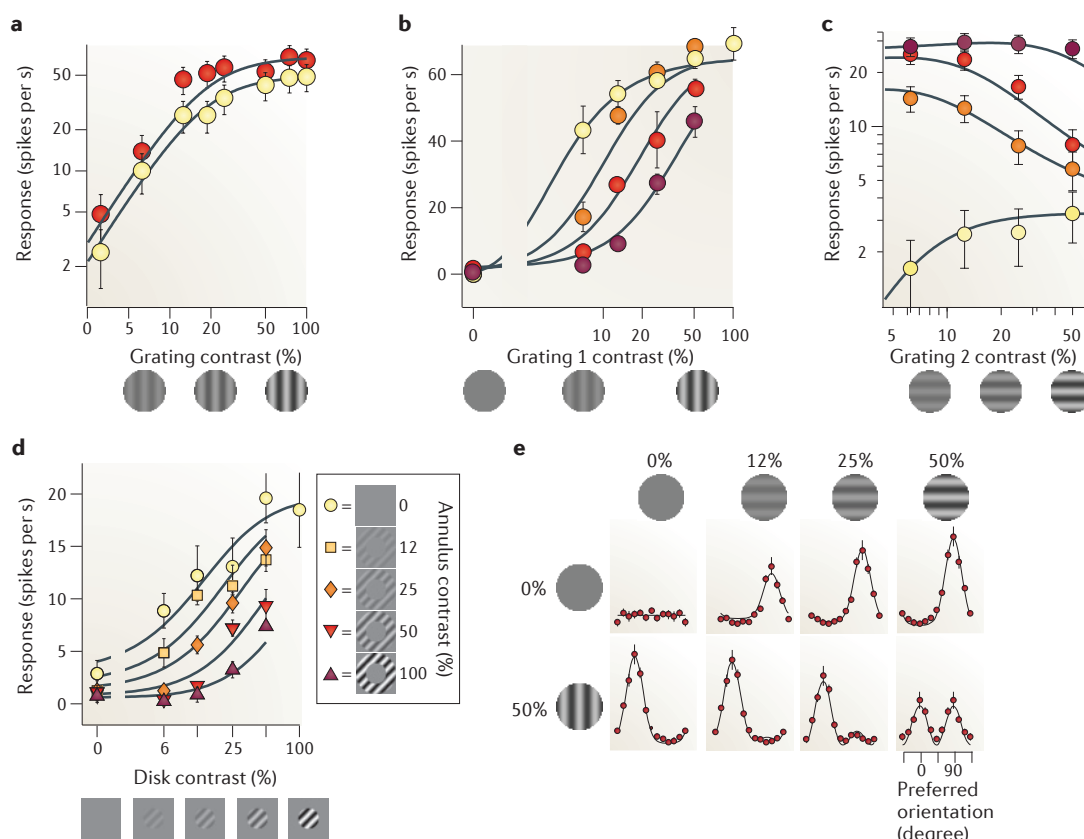 a
Response (spikes per s)
50
20
10
5
2
0 5 10 20 50 100
Grating contrast (%)
b
Response (spikes per s)
60
40
20
0
0 10 20 50 100
Grating 1 contrast (%)
c
Response (spikes per s)
20
10
5
2
5 10 20 50
Grating 2 contrast (%)
d
Response (spikes per s)
20
15
10
5
0
0 6 25 100
Disk contrast (%)
= 0
= 12
= 25
= 50
= 100
Annulus contrast (%)
e
0% 12% 25% 50%
0%
50%
0 90
Preferred
orientation
(degree)